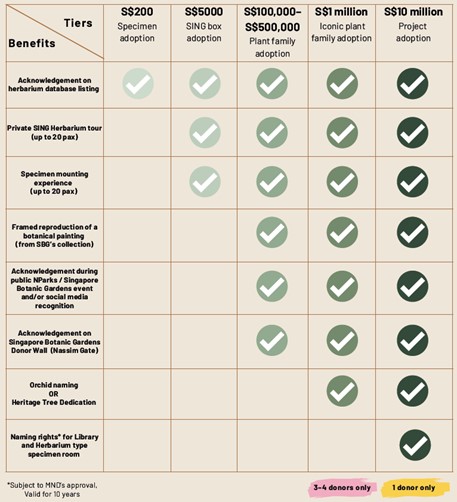 Tiers
Benefits
S$200
Specimen
adoption
S$5000
SING box
adoption
S$100,000–
S$500,000
Plant family
adoption
S$1 million
Iconic plant
family adoption
S$10 million
Project
adoption
Acknowledgement on
herbarium database listing
Private SING Herbarium tour
(up to 20 pax)
Specimen mounting
experience
(up to 20 pax)
Framed reproduction of a
botanical painting
(from SBG's collection)
Acknowledgement during
public NParks / Singapore
Botanic Gardens event
and/or social media
recognition
Acknowledgement on
Singapore Botanic Gardens
Donor Wall (Nassim Gate)
Orchid naming
OR
Heritage Tree Dedication
Naming rights* for Library
and Herbarium type
specimen room
*Subject to MND's approval,
Valid for 10 years
3-4 donors only
1 donor only